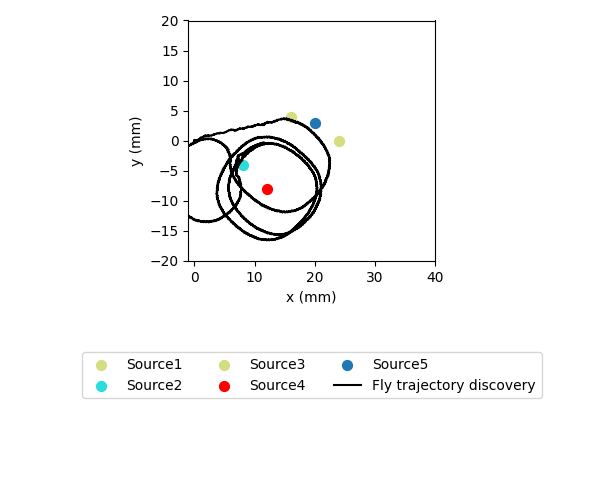 20
15
10
5
0
−5
−10
−15
−20
y (mm)
0 10 20 30 40
x (mm)
Source1 Source3 Source5
Source2 Source4 Fly trajectory discovery